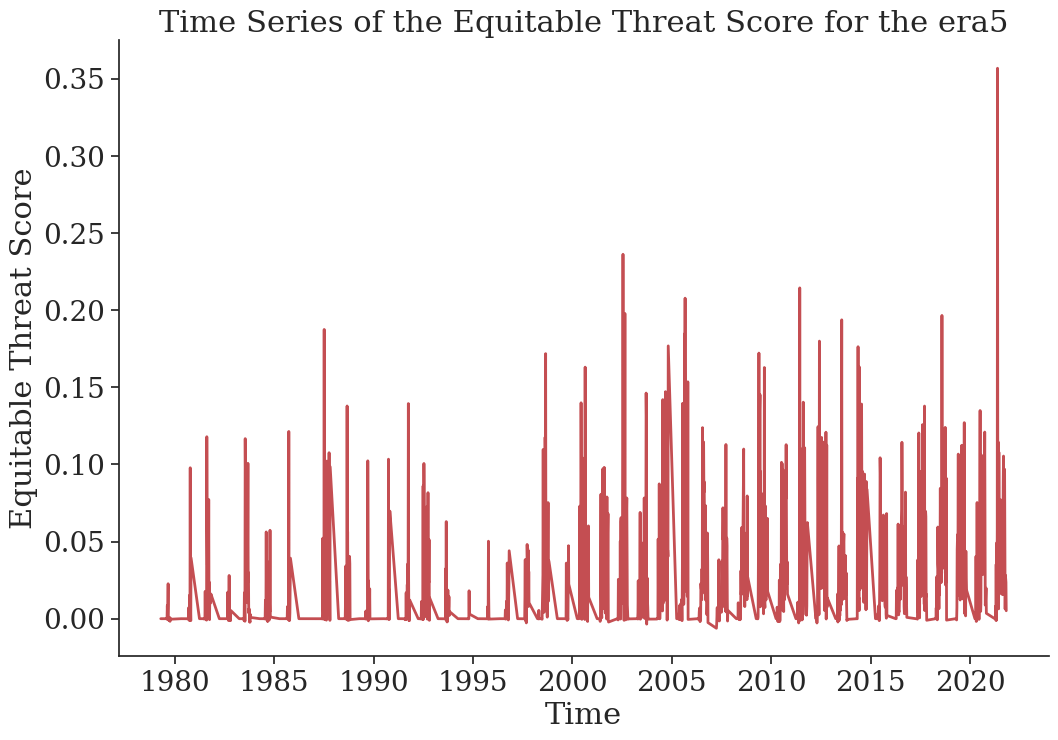 Time Series of the Equitable Threat Score for the era5
Equitable Threat Score
0.35
0.30
0.25
0.20
0.15
0.10
0.05
0.00
1980 1985 1990 1995 2000 2005 2010 2015 2020
Time